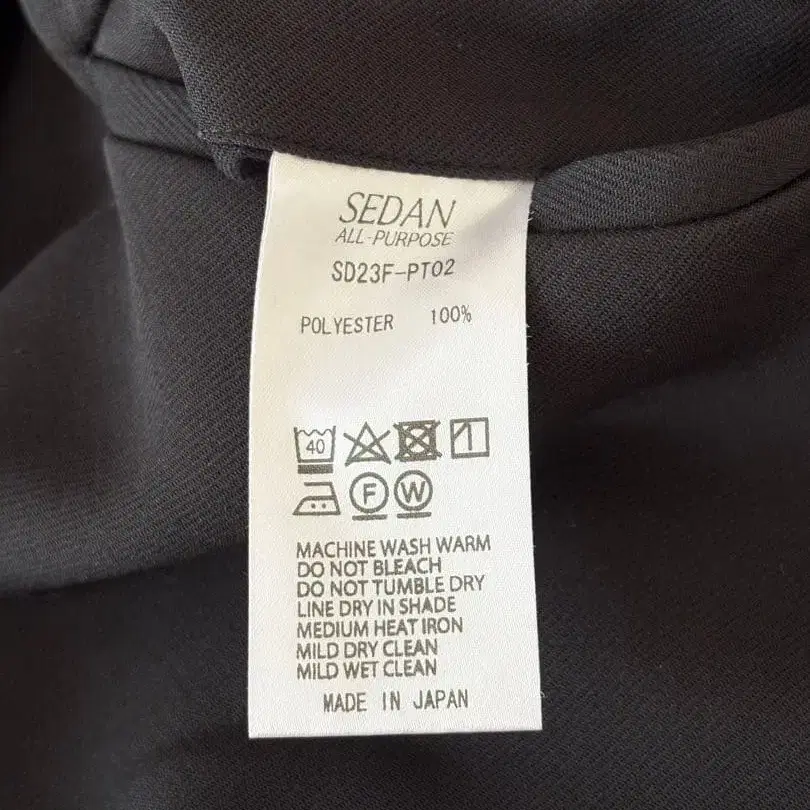 SEDAN
ALL-PURPOSE
SD23F-PT02
POLYESTER 100%
40
F W
MACHINE WASH WARM
DO NOT BLEACH
DO NOT TUMBLE DRY
LINE DRY IN SHADE
MEDIUM HEAT IRON
MILD DRY CLEAN
MILD WET CLEAN
MADE IN JAPAN